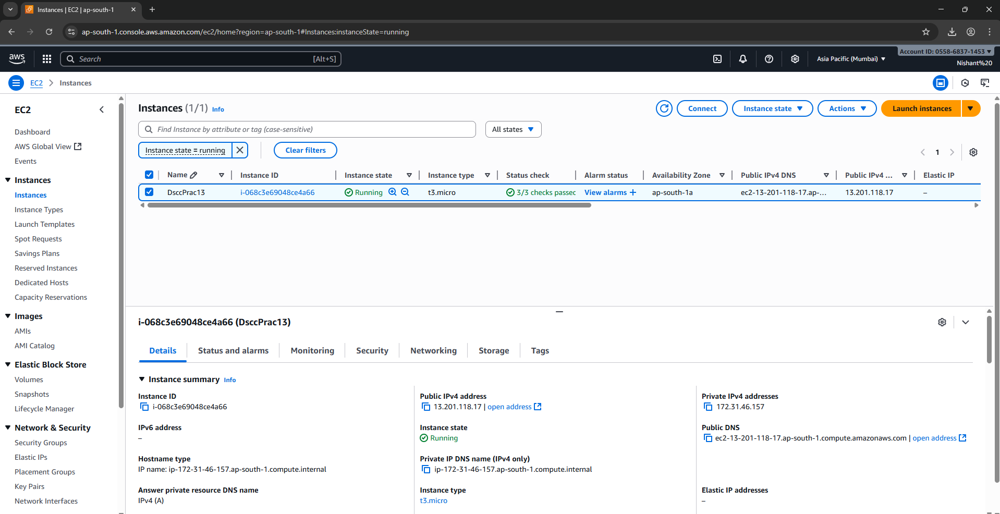 Instances | EC2 | ap-south-1
ap-south-1.console.aws.amazon.com/ec2/home?region=ap-south-1#Instances:instanceState=running
aws
Search
[Alt+S]
Asia Pacific (Mumbai)
Account ID: 0558-6837-1453
Nishant%20
EC2
Instances
EC2
Dashboard
AWS Global View
Events
Instances
Instances
Instance Types
Launch Templates
Spot Requests
Savings Plans
Reserved Instances
Dedicated Hosts
Capacity Reservations
Images
AMIs
AMI Catalog
Elastic Block Store
Volumes
Snapshots
Lifecycle Manager
Network & Security
Security Groups
Elastic IPs
Placement Groups
Key Pairs
Network Interfaces
Instances (1/1) Info
Connect
Instance state
Actions
Launch instances
Find Instance by attribute or tag (case-sensitive)
All states
Instance state = running
Clear filters
1
Name Instance ID Instance state Instance type Status check Alarm status Availability Zone Public IPv4 DNS Public IPv4 ... Elastic IP
DsccPrac13 i-068c3e69048ce4a66 Running t3.micro 3/3 checks passec View alarms + ap-south-1a ec2-13-201-118-17.ap-... 13.201.118.17 –
i-068c3e69048ce4a66 (DsccPrac13)
Details Status and alarms Monitoring Security Networking Storage Tags
Instance summary Info
Instance ID
i-068c3e69048ce4a66
Public IPv4 address
13.201.118.17 | open address
Private IPv4 addresses
172.31.46.157
IPv6 address
–
Instance state
Running
Public DNS
ec2-13-201-118-17.ap-south-1.compute.amazonaws.com | open address
Hostname type
IP name: ip-172-31-46-157.ap-south-1.compute.internal
Private IP DNS name (IPv4 only)
ip-172-31-46-157.ap-south-1.compute.internal
Answer private resource DNS name
IPv4 (A)
Instance type
t3.micro
Elastic IP addresses
–